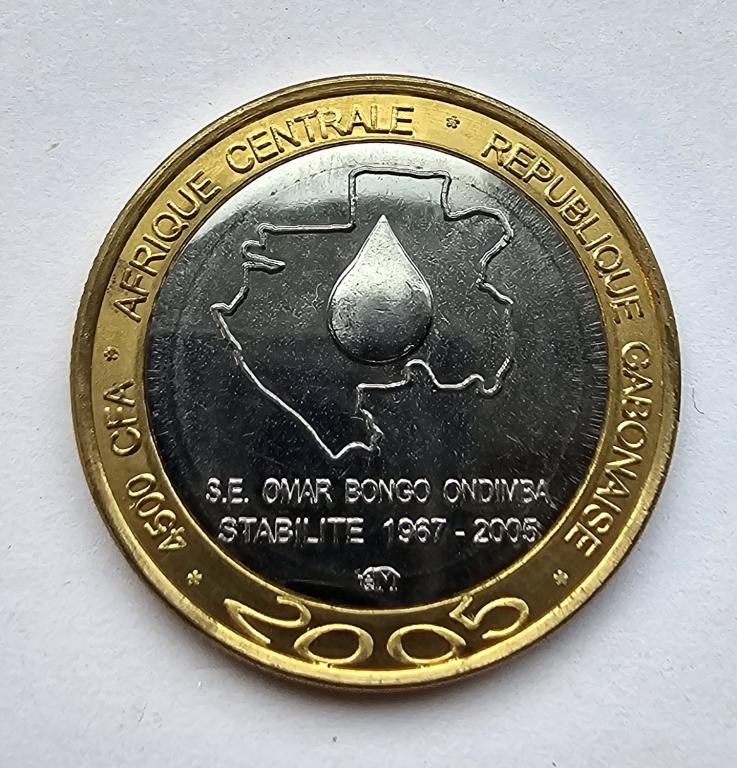 4500 CFA * AFRIQUE CENTRALE * REPUBLIQUE GABONAISE
S.E. OMAR BONGO ONDIMBA
STABILITE 1967 - 2005
* 2005 *